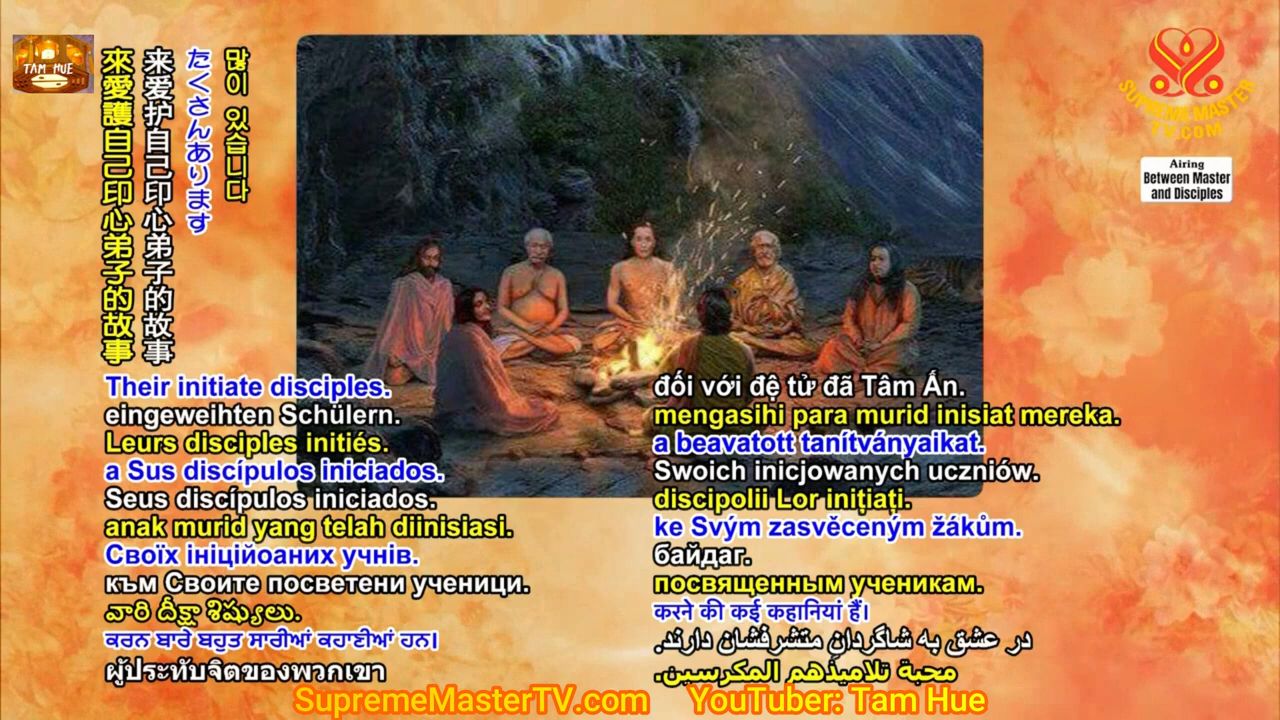 TAM HUE
많이 있습니다
たくさんあります
来爱护自己印心弟子的故事
來愛護自己印心弟子的故事
SUPREME MASTER
TV.COM
Airing
Between Master
and Disciples
Their initiate disciples.
eingeweihten Schülern.
Leurs disciples initiés.
a Sus discípulos iniciados.
Seus discípulos iniciados.
anak murid yang telah diinisiasi.
Своїх ініційоаних учнів.
към Своите посветени ученици.
వారి దీక్షా శిష్యులు.
ਕਰਨ ਬਾਰੇ ਬਹੁਤ ਸਾਰੀਆਂ ਕਹਾਣੀਆਂ ਹਨ।
ผู้ประทับจิตของพวกเขา
đối với đệ tử đã Tâm Ấn.
mengasihi para murid inisiat mereka.
a beavatott tanítványaikat.
Swoich inicjowanych uczniów.
discipolii Lor inițiați.
ke Svým zasvěceným žákům.
байдаг.
посвященным ученикам.
करने की कई कहानियां हैं।
در عشق به شاگردانِ متشرفشان دارند.
محبة تلاميذهم المكرسين.
SupremeMasterTV.com YouTuber: Tam Hue